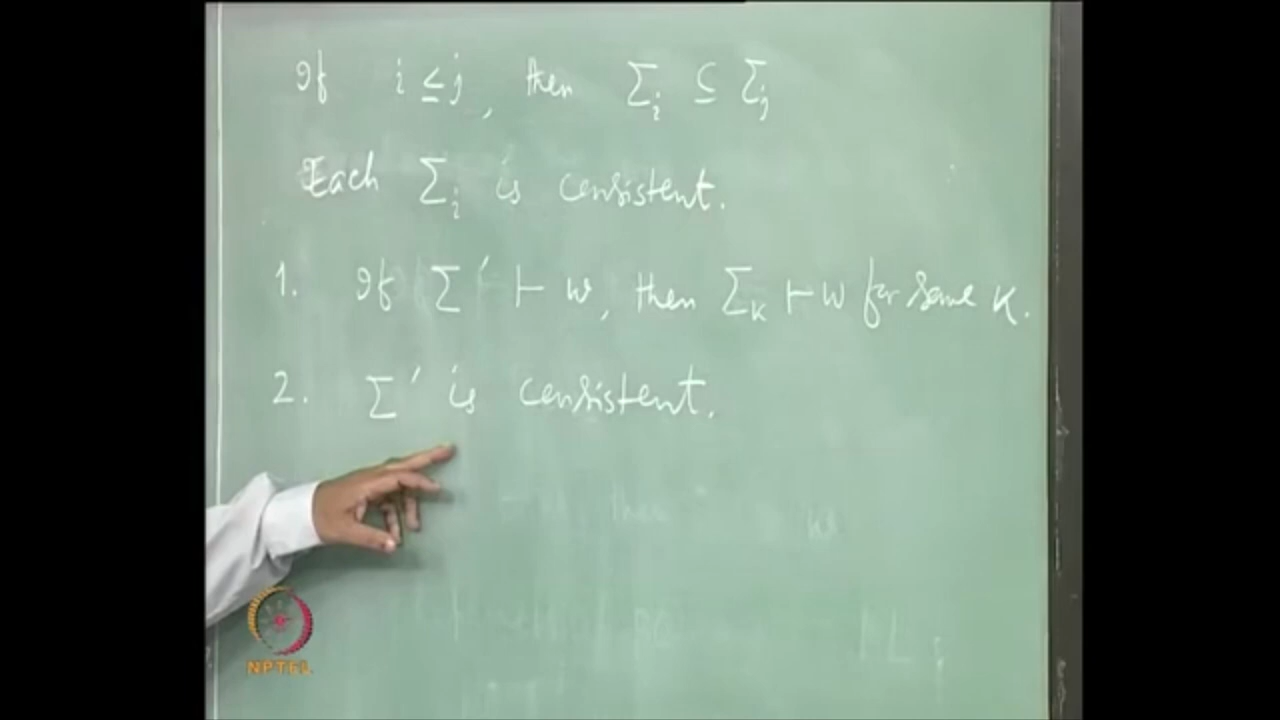 If i ≤ j, then Σ_i ⊆ Σ_j
Each Σ_i is consistent.
1. If Σ' ⊢ w, then Σ_K ⊢ w for some K.
2. Σ' is consistent.
NPTEL